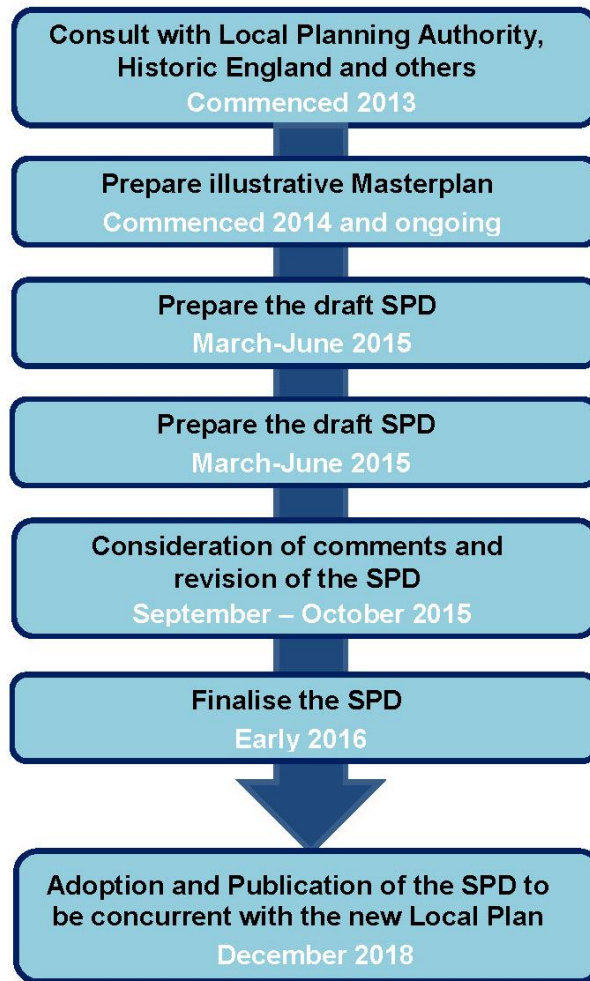 Consult with Local Planning Authority,
Historic England and others
Commenced 2013
Prepare illustrative Masterplan
Commenced 2014 and ongoing
Prepare the draft SPD
March-June 2015
Prepare the draft SPD
March-June 2015
Consideration of comments and
revision of the SPD
September – October 2015
Finalise the SPD
Early 2016
Adoption and Publication of the SPD to
be concurrent with the new Local Plan
December 2018